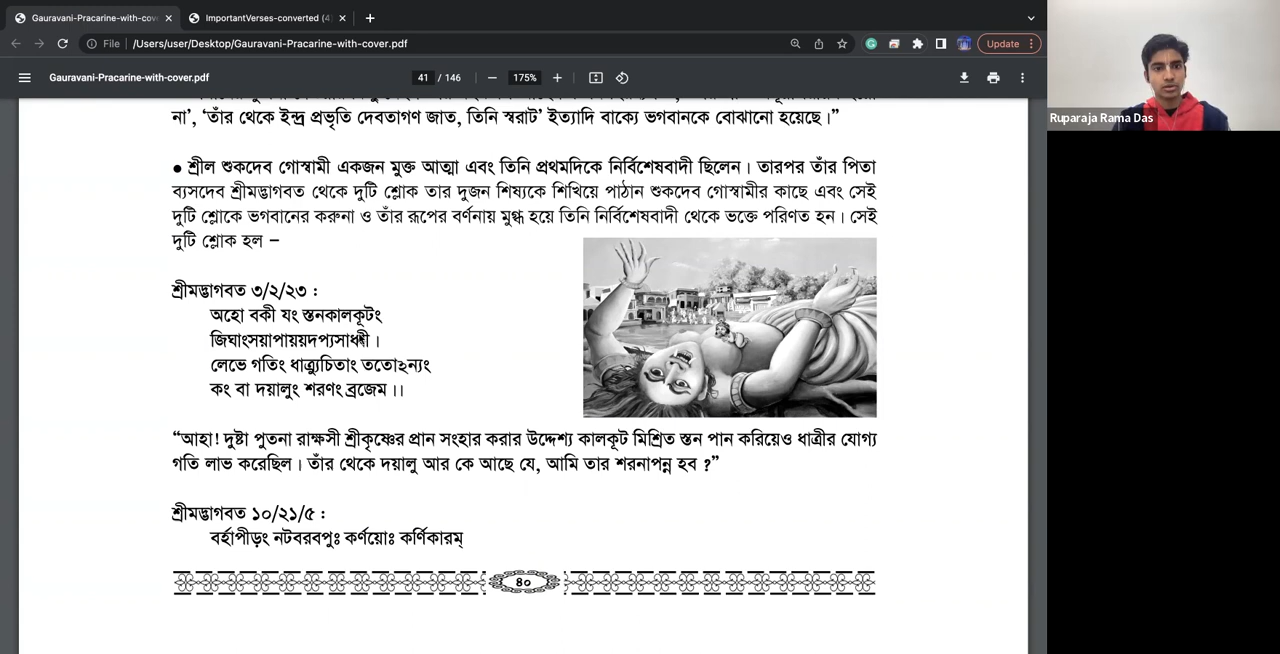 Gauravani-Pracarine-with-cove
ImportantVerses-converted (4)
File /Users/user/Desktop/Gauravani-Pracarine-with-cover.pdf
Update
Gauravani-Pracarine-with-cover.pdf
41 / 146
175%
Ruparaja Rama Das
না', 'তাঁর থেকে ইন্দ্র প্রভৃতি দেবতাগণ জাত, তিনি স্বরাট' ইত্যাদি বাক্যে ভগবানকে বোঝানো হয়েছে।”
● শ্রীল শুকদেব গোস্বামী একজন মুক্ত আত্মা এবং তিনি প্রথমদিকে নির্বিশেষবাদী ছিলেন। তারপর তাঁর পিতা
ব্যসদেব শ্রীমদ্ভাগবত থেকে দুটি শ্লোক তার দুজন শিষ্যকে শিখিয়ে পাঠান শুকদেব গোস্বামীর কাছে এবং সেই
দুটি শ্লোকে ভগবানের করুনা ও তাঁর রূপের বর্ণনায় মুগ্ধ হয়ে তিনি নির্বিশেষবাদী থেকে ভক্তে পরিণত হন। সেই
দুটি শ্লোক হল –
শ্রীমদ্ভাগবত ৩/২/২৩ :
অহো বকী যং স্তনকালকূটং
জিঘাংসয়াপায়য়দপ্যসাধ্বী।
লেভে গতিং ধাত্র্যুচিতাং ততোঽন্যং
কং বা দয়ালুং শরণং ব্রজেম।।
“আহা! দুষ্টা পুতনা রাক্ষসী শ্রীকৃষ্ণের প্রান সংহার করার উদ্দেশ্য কালকূট মিশ্রিত স্তন পান করিয়েও ধাত্রীর যোগ্য
গতি লাভ করেছিল। তাঁর থেকে দয়ালু আর কে আছে যে, আমি তার শরনাপন্ন হব ?”
শ্রীমদ্ভাগবত ১০/২১/৫ :
বর্হাপীড়ং নটবরবপুঃ কর্ণয়োঃ কর্ণিকারম্
৪০